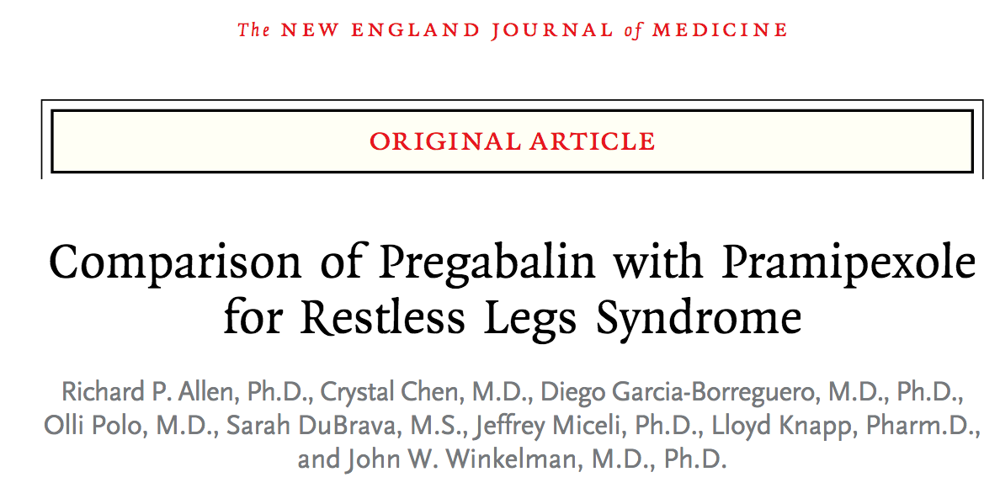 The NEW ENGLAND JOURNAL of MEDICINE
ORIGINAL ARTICLE
Comparison of Pregabalin with Pramipexole
for Restless Legs Syndrome
Richard P. Allen, Ph.D., Crystal Chen, M.D., Diego Garcia-Borreguero, M.D., Ph.D.,
Olli Polo, M.D., Sarah DuBrava, M.S., Jeffrey Miceli, Ph.D., Lloyd Knapp, Pharm.D.,
and John W. Winkelman, M.D., Ph.D.